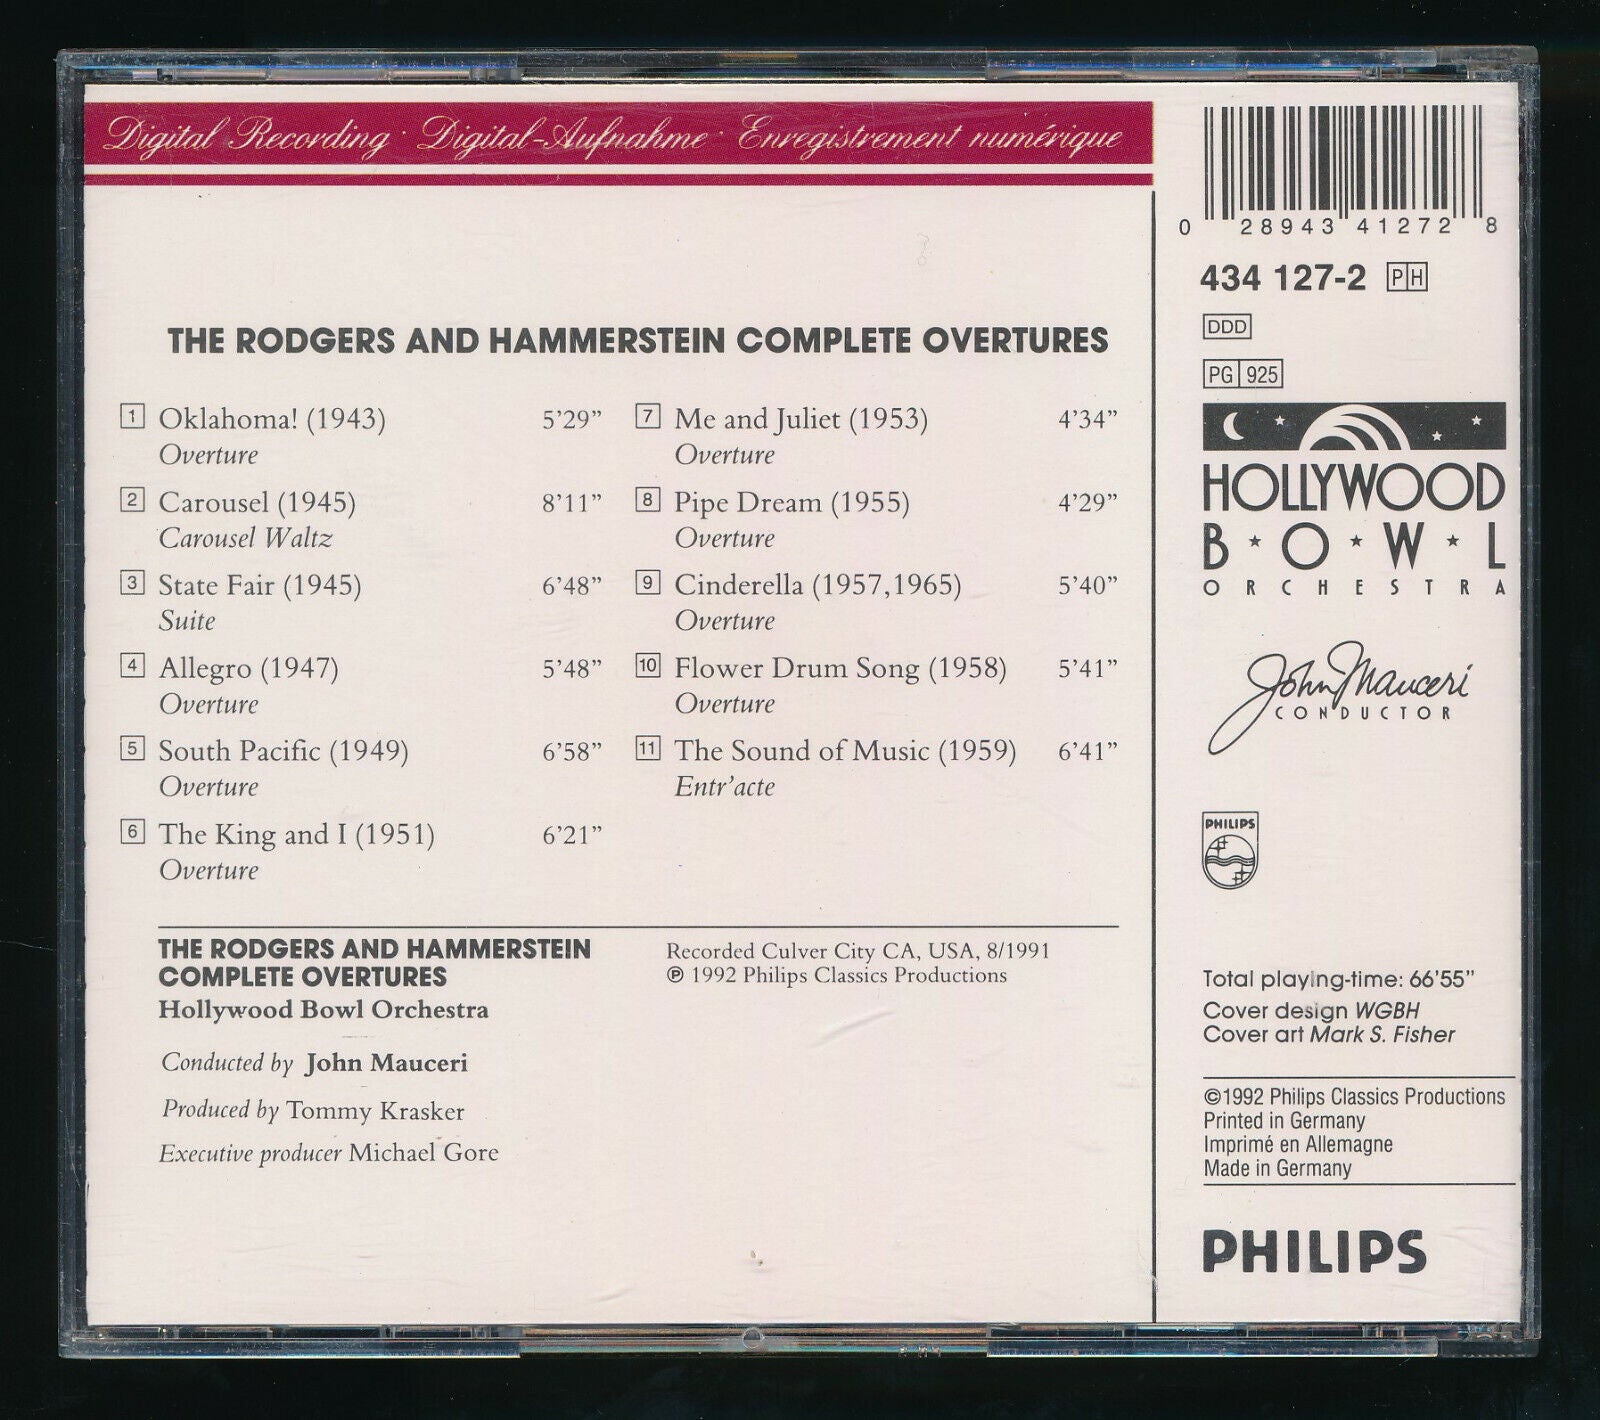 Digital Recording · Digital-Aufnahme · Enregistrement numérique
THE RODGERS AND HAMMERSTEIN COMPLETE OVERTURES
1 Oklahoma! (1943) 5'29”
Overture
2 Carousel (1945) 8'11”
Carousel Waltz
3 State Fair (1945) 6'48”
Suite
4 Allegro (1947) 5'48”
Overture
5 South Pacific (1949) 6'58”
Overture
6 The King and I (1951) 6'21”
Overture
7 Me and Juliet (1953) 4'34”
Overture
8 Pipe Dream (1955) 4'29”
Overture
9 Cinderella (1957,1965) 5'40”
Overture
10 Flower Drum Song (1958) 5'41”
Overture
11 The Sound of Music (1959) 6'41”
Entr'acte
THE RODGERS AND HAMMERSTEIN
COMPLETE OVERTURES
Hollywood Bowl Orchestra
Conducted by John Mauceri
Produced by Tommy Krasker
Executive producer Michael Gore
Recorded Culver City CA, USA, 8/1991
℗ 1992 Philips Classics Productions
0 28943 41272 8
434 127-2 PH
DDD
PG 925
HOLLYWOOD
B★O★W★L
ORCHESTRA
John Mauceri
CONDUCTOR
PHILIPS
Total playing-time: 66'55”
Cover design WGBH
Cover art Mark S. Fisher
©1992 Philips Classics Productions
Printed in Germany
Imprimé en Allemagne
Made in Germany
PHILIPS